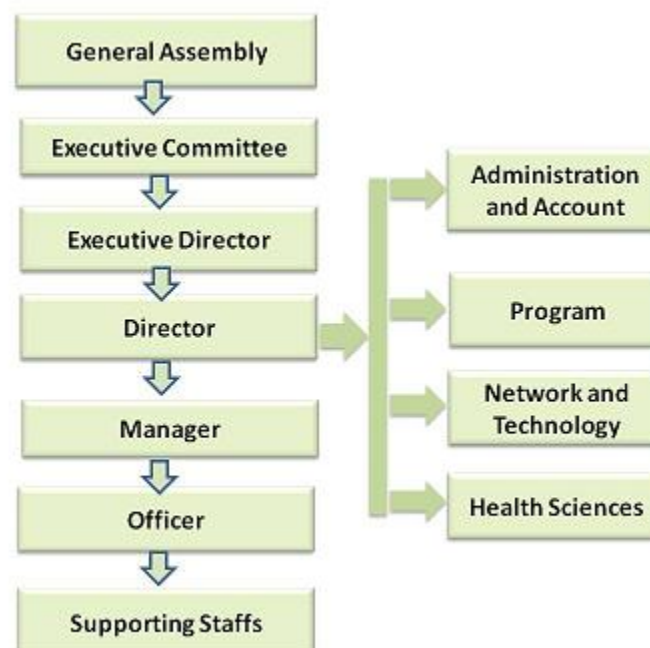 General Assembly
Executive Committee
Executive Director
Director
Manager
Officer
Supporting Staffs
Administration
and Account
Program
Network and
Technology
Health Sciences